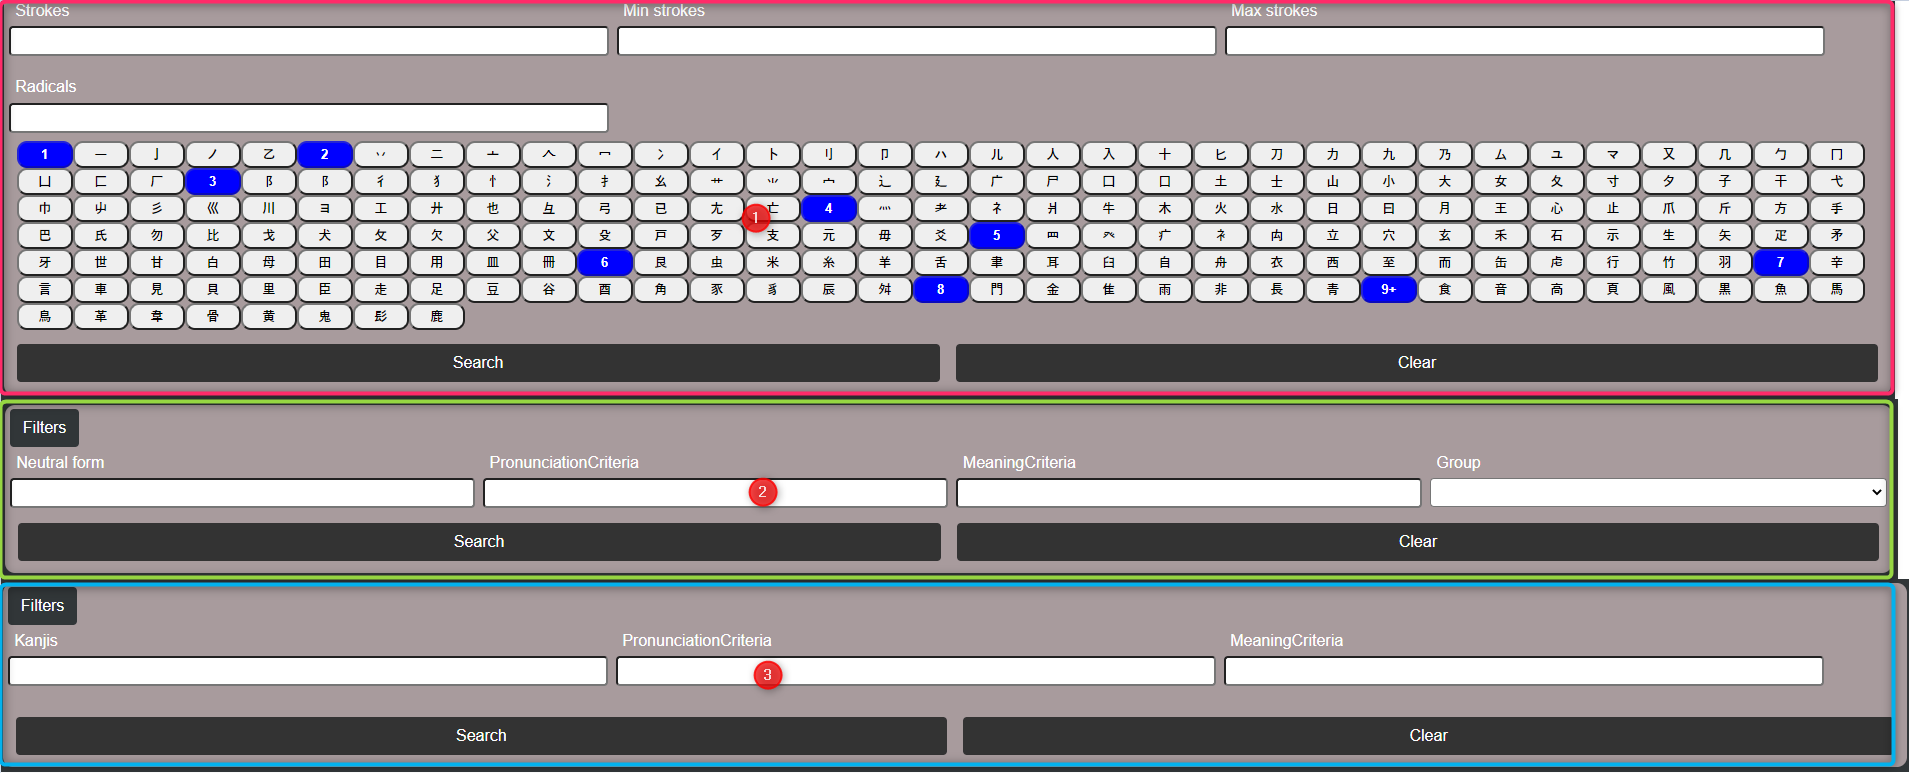 Strokes Min strokes Max strokes
Radicals
1 一 亅 ノ 乙 2 丷 二 亠 𠆢 冖 冫 亻 ト 刂 卩 ハ 儿 人 入 十 匕 刀 力 九 乃 ム ユ マ 又 几 勹 冂
凵 匚 厂 3 阝 阝 彳 犭 忄 氵 扌 幺 艹 ⺌ 宀 辶 廴 广 尸 口 囗 土 士 山 小 大 女 夂 寸 夕 子 干 弋
巾 屮 彡 巛 川 ヨ 工 廾 也 彑 弓 已 尢 1 亡 4 灬 耂 礻 爿 牛 木 火 水 日 曰 月 王 心 止 爪 斤 方 手
巴 氏 勿 比 戈 犬 攵 欠 父 文 殳 戸 歹 支 元 毋 爻 5 罒 癶 疒 衤 禸 立 穴 玄 禾 石 示 生 矢 疋 矛
牙 世 甘 白 母 田 目 用 皿 冊 6 艮 虫 米 糸 羊 舌 聿 耳 臼 自 舟 衣 西 至 而 缶 虍 行 竹 羽 7 辛
言 車 見 貝 里 臣 走 足 豆 谷 酉 角 豕 豸 辰 舛 8 門 金 隹 雨 非 長 青 9+ 食 音 高 頁 風 黒 魚 馬
鳥 革 韋 骨 黄 鬼 髟 鹿
Search Clear
Filters
Neutral form PronunciationCriteria MeaningCriteria Group
2
Search Clear
Filters
Kanjis PronunciationCriteria MeaningCriteria
3
Search Clear